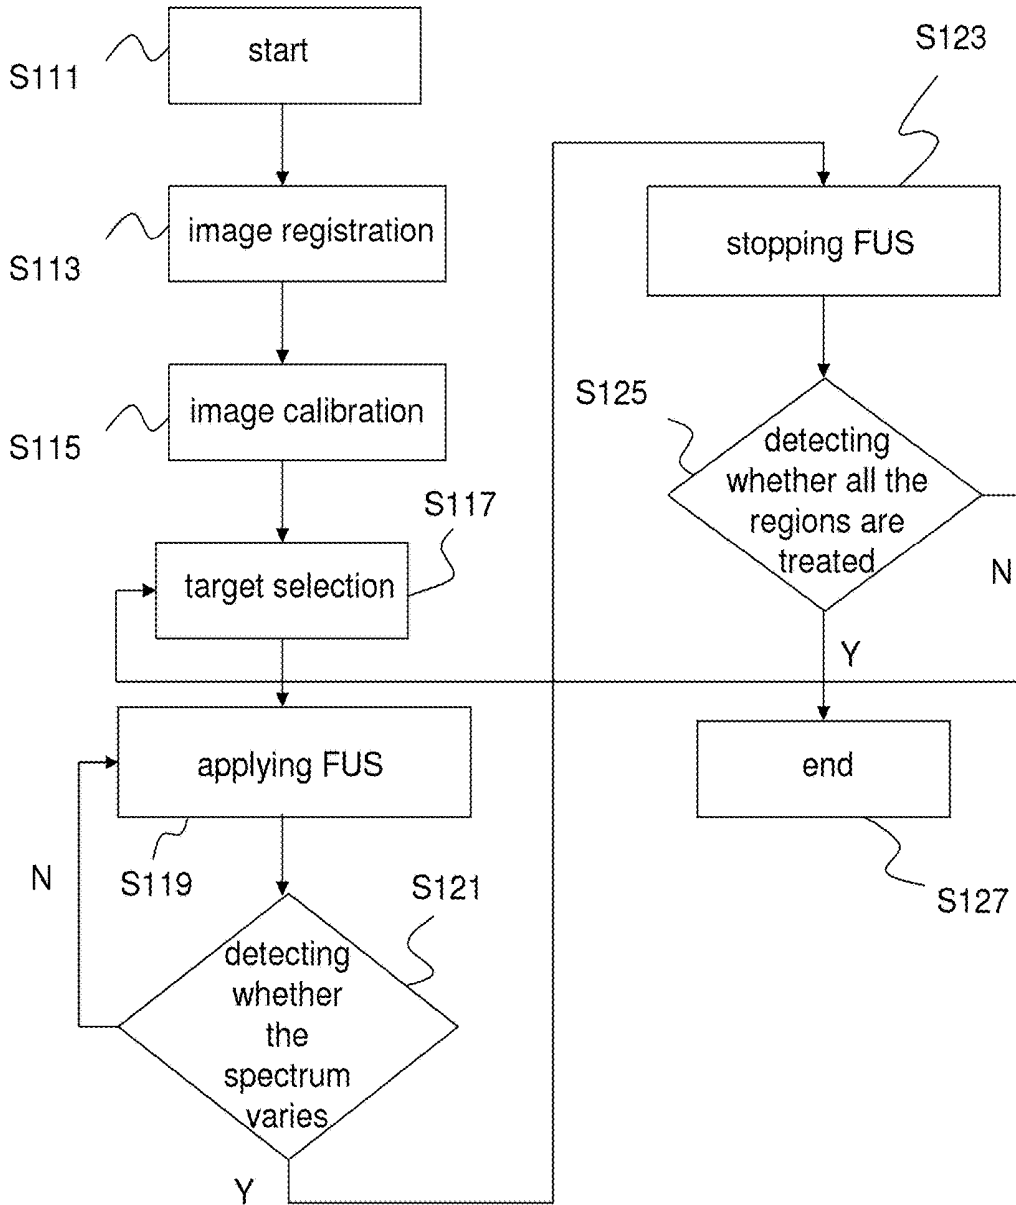 start
S111
image registration
S113
image calibration
S115
S117
target selection
applying FUS
N
S119
S121
detecting
whether
the
spectrum
varies
Y
S123
stopping FUS
S125
detecting
whether all the
regions are
treated
N
Y
end
S127